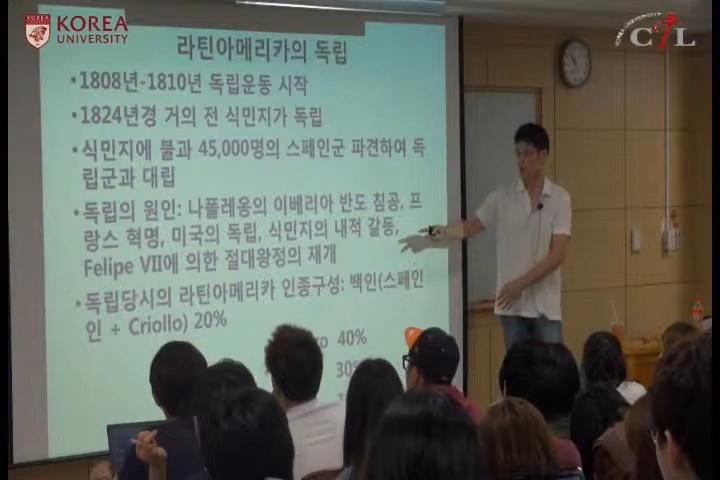 KOREA
UNIVERSITY
KOREA UNIVERSITY
CTL
라틴아메리카의 독립
•1808년-1810년 독립운동 시작
•1824년경 거의 전 식민지가 독립
•식민지에 불과 45,000명의 스페인군 파견하여 독
립군과 대립
•독립의 원인: 나폴레옹의 이베리아 반도 침공, 프
랑스 혁명, 미국의 독립, 식민지의 내적 갈등,
Felipe VII에 의한 절대왕정의 재개
•독립당시의 라틴아메리카 인종구성: 백인(스페인
인 + Criollo) 20%
40%